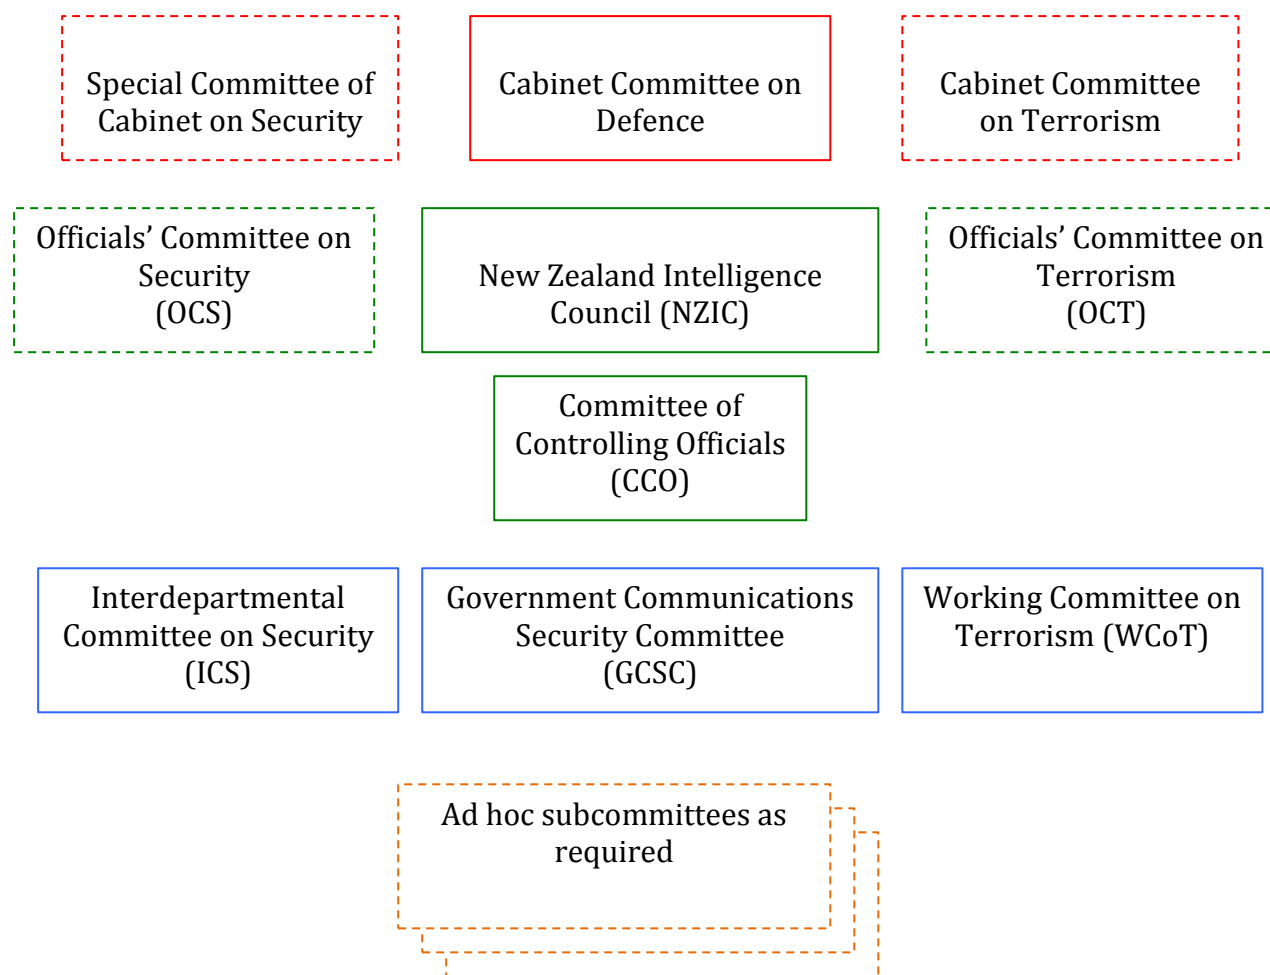 Special Committee of
Cabinet on Security
Cabinet Committee on
Defence
Cabinet Committee
on Terrorism
Officials’ Committee on
Security
(OCS)
New Zealand Intelligence
Council (NZIC)
Officials’ Committee on
Terrorism
(OCT)
Committee of
Controlling Officials
(CCO)
Interdepartmental
Committee on Security
(ICS)
Government Communications
Security Committee
(GCSC)
Working Committee on
Terrorism (WCoT)
Ad hoc subcommittees as
required